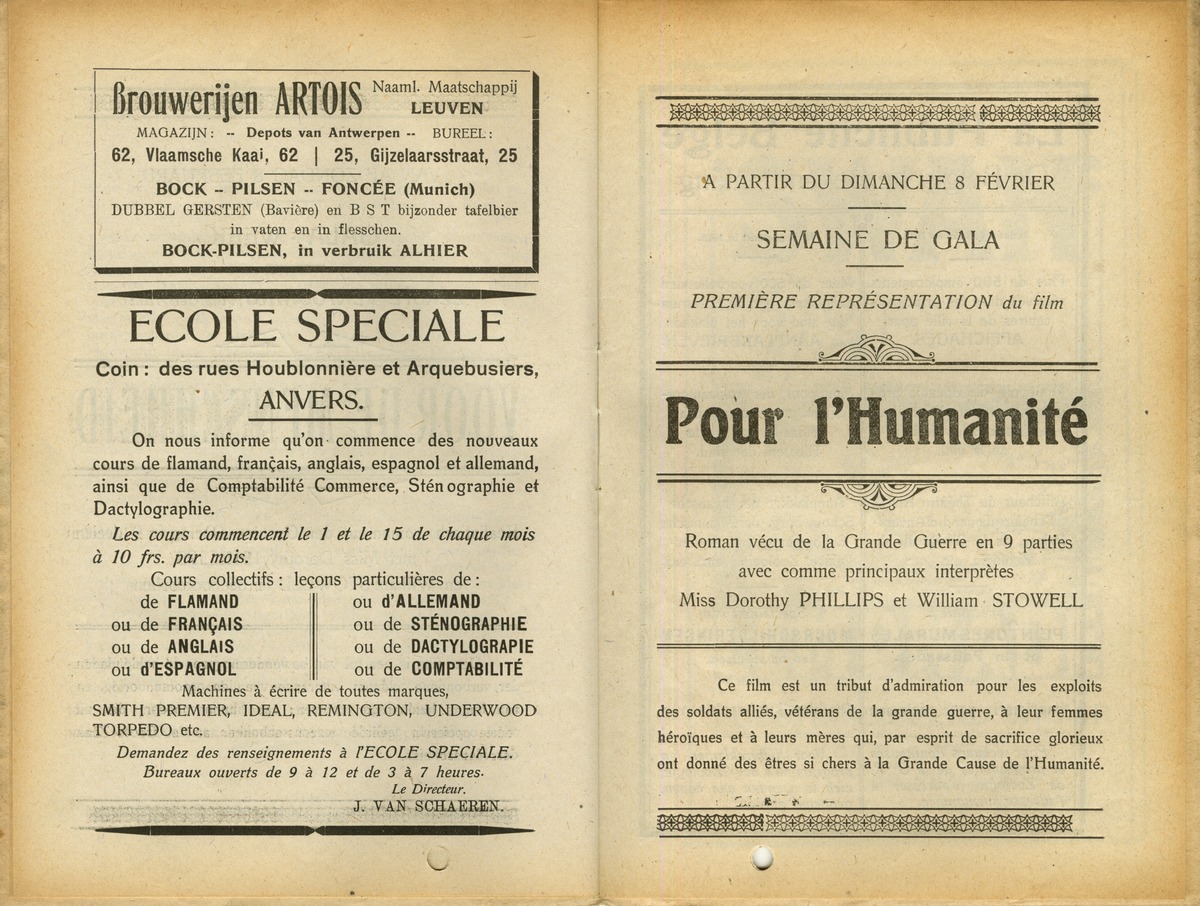 Brouwerijen ARTOIS Naaml. Maatschappij
LEUVEN
MAGAZIJN: -- Depots van Antwerpen -- BUREEL:
62, Vlaamsche Kaai, 62 | 25, Gijzelaarsstraat, 25
BOCK -- PILSEN -- FONCÉE (Munich)
DUBBEL GERSTEN (Bavière) en B S T bijzonder tafelbier
in vaten en in flesschen.
BOCK-PILSEN, in verbruik ALHIER
ECOLE SPECIALE
Coin: des rues Houblonnière et Arquebusiers,
ANVERS.
On nous informe qu'on commence des nouveaux
cours de flamand, français, anglais, espagnol et allemand,
ainsi que de Comptabilité Commerce, Sténographie et
Dactylographie.
Les cours commencent le 1 et le 15 de chaque mois
à 10 frs. par mois.
Cours collectifs: leçons particulières de:
de FLAMAND
ou de FRANÇAIS
ou de ANGLAIS
ou d'ESPAGNOL
ou d'ALLEMAND
ou de STÉNOGRAPHIE
ou de DACTYLOGRAPIE
ou de COMPTABILITÉ
Machines à écrire de toutes marques,
SMITH PREMIER, IDEAL, REMINGTON, UNDERWOOD
TORPEDO etc.
Demandez des renseignements à l'ECOLE SPECIALE.
Bureaux ouverts de 9 à 12 et de 3 à 7 heures.
Le Directeur.
J. VAN SCHAEREN.
A PARTIR DU DIMANCHE 8 FÉVRIER
SEMAINE DE GALA
PREMIÈRE REPRÉSENTATION du film
Pour l'Humanité
Roman vécu de la Grande Guerre en 9 parties
avec comme principaux interprètes
Miss Dorothy PHILLIPS et William STOWELL
Ce film est un tribut d'admiration pour les exploits
des soldats alliés, vétérans de la grande guerre, à leur femmes
héroïques et à leurs mères qui, par esprit de sacrifice glorieux
ont donné des êtres si chers à la Grande Cause de l'Humanité.